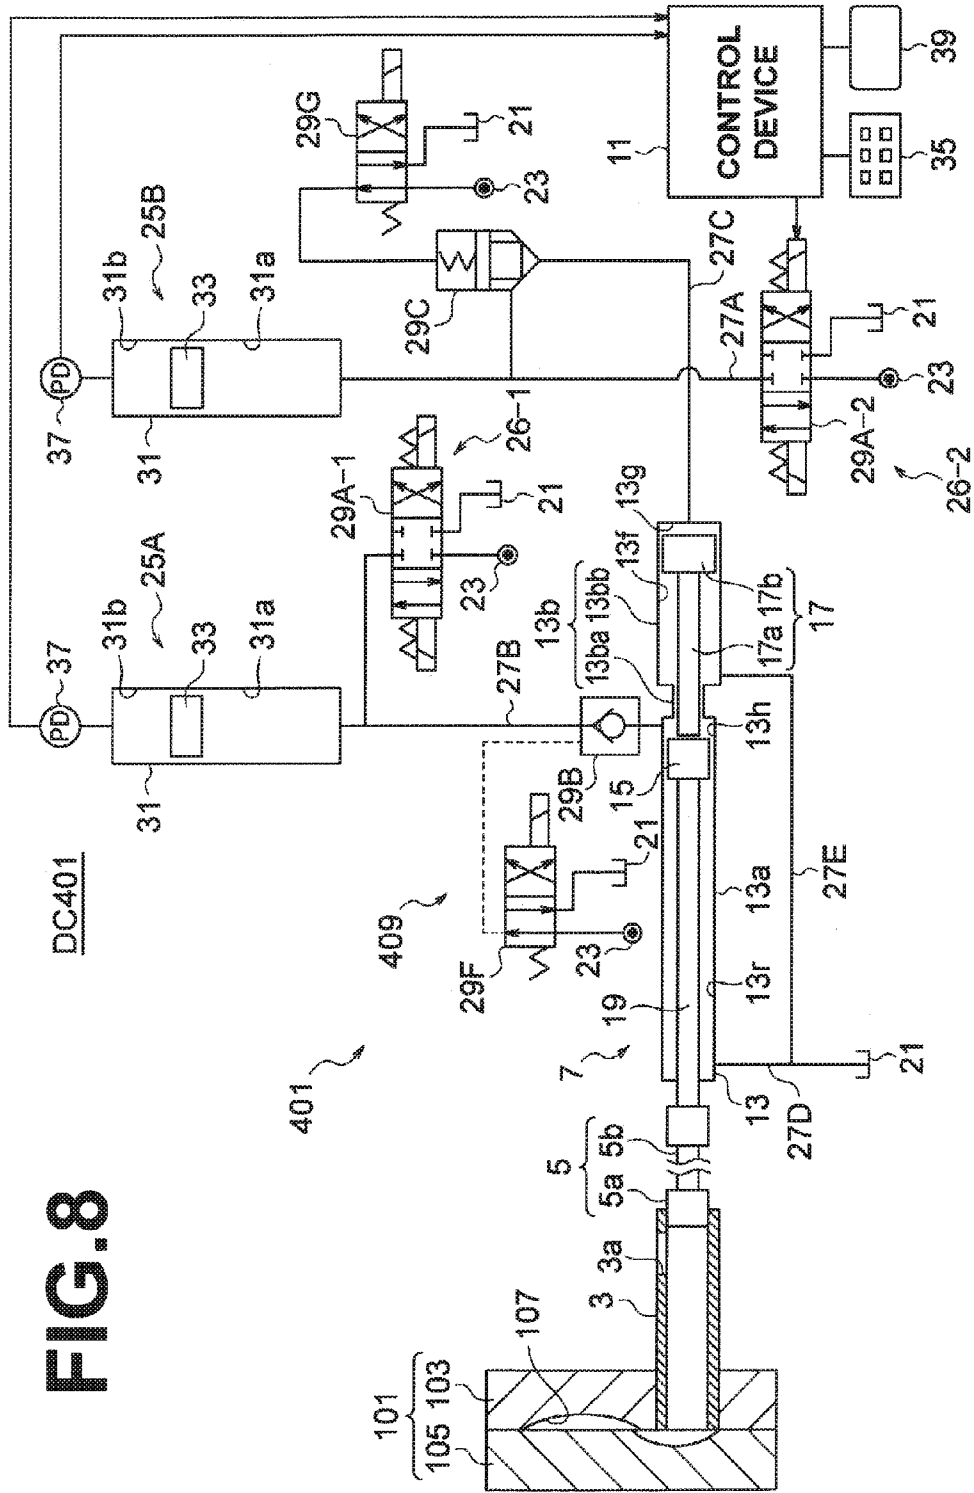 FIG.8
DC401
401
409
101
105
103
107
3
3a
5
5a
5b
7
19
13
13a
13r
13h
27D
21
27E
15
29F
23
21
29B
27B
31
33
31b
31a
37
PD
25A
29A-1
26-1
23
21
13b
13ba
13bb
13f
13g
17
17a
17b
31
33
31b
31a
37
PD
25B
29C
29G
23
21
27A
27C
29A-2
26-2
23
21
11
CONTROL
DEVICE
35
39